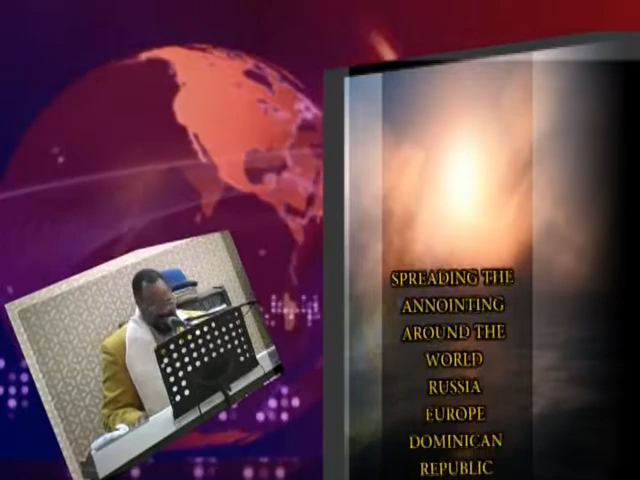 SPREADING THE
ANNOINTING
AROUND THE
WORLD
RUSSIA
EUROPE
DOMINICAN
REPUBLIC